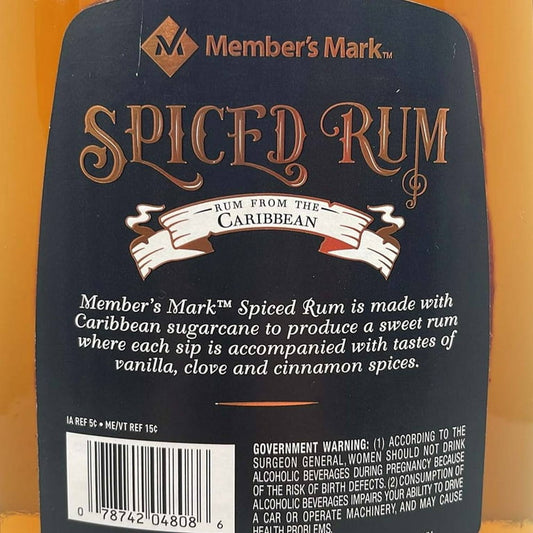 Member's Mark™
SPICED RUM
RUM FROM THE
CARIBBEAN
Member's Mark™ Spiced Rum is made with
Caribbean sugarcane to produce a sweet rum
where each sip is accompanied with tastes of
vanilla, clove and cinnamon spices.
IA REF 5¢ • ME/VT REF 15¢
0 78742 04808 6
GOVERNMENT WARNING: (1) ACCORDING TO THE
SURGEON GENERAL, WOMEN SHOULD NOT DRINK
ALCOHOLIC BEVERAGES DURING PREGNANCY BECAUSE
OF THE RISK OF BIRTH DEFECTS. (2) CONSUMPTION OF
ALCOHOLIC BEVERAGES IMPAIRS YOUR ABILITY TO DRIVE
A CAR OR OPERATE MACHINERY, AND MAY CAUSE
HEALTH PROBLEMS.